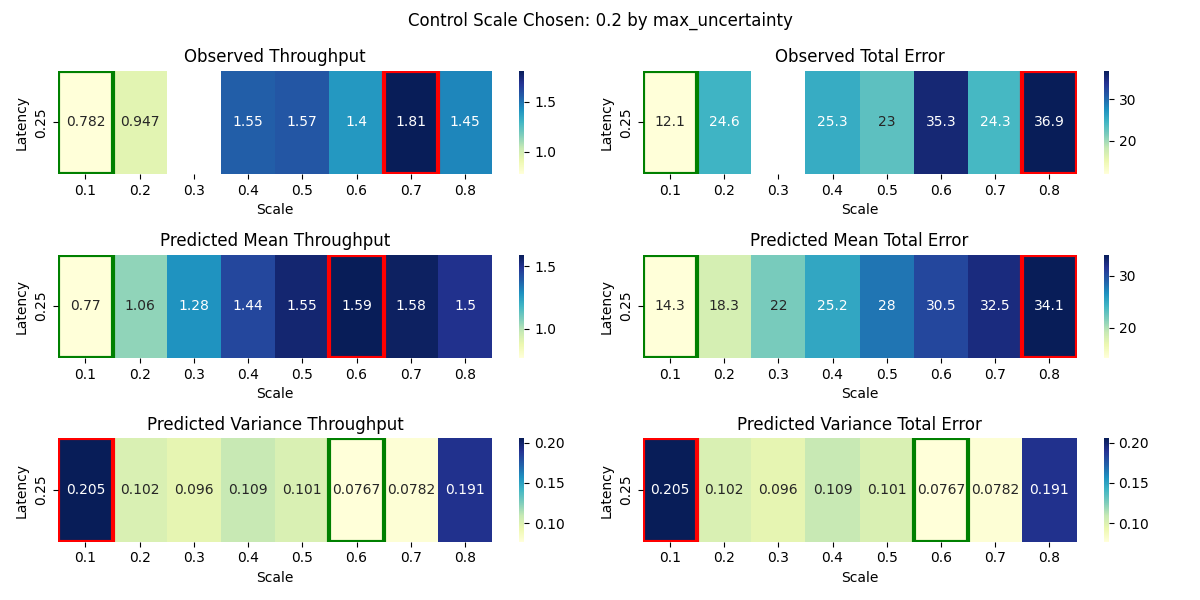 Control Scale Chosen: 0.2 by max_uncertainty
Observed Throughput
Latency
0.25
0.782 0.947 1.55 1.57 1.4 1.81 1.45
0.1 0.2 0.3 0.4 0.5 0.6 0.7 0.8
Scale
1.5
1.0
Observed Total Error
Latency
0.25
12.1 24.6 25.3 23 35.3 24.3 36.9
0.1 0.2 0.3 0.4 0.5 0.6 0.7 0.8
Scale
30
20
Predicted Mean Throughput
Latency
0.25
0.77 1.06 1.28 1.44 1.55 1.59 1.58 1.5
0.1 0.2 0.3 0.4 0.5 0.6 0.7 0.8
Scale
1.5
1.0
Predicted Mean Total Error
Latency
0.25
14.3 18.3 22 25.2 28 30.5 32.5 34.1
0.1 0.2 0.3 0.4 0.5 0.6 0.7 0.8
Scale
30
20
Predicted Variance Throughput
Latency
0.25
0.205 0.102 0.096 0.109 0.101 0.0767 0.0782 0.191
0.1 0.2 0.3 0.4 0.5 0.6 0.7 0.8
Scale
0.20
0.15
0.10
Predicted Variance Total Error
Latency
0.25
0.205 0.102 0.096 0.109 0.101 0.0767 0.0782 0.191
0.1 0.2 0.3 0.4 0.5 0.6 0.7 0.8
Scale
0.20
0.15
0.10